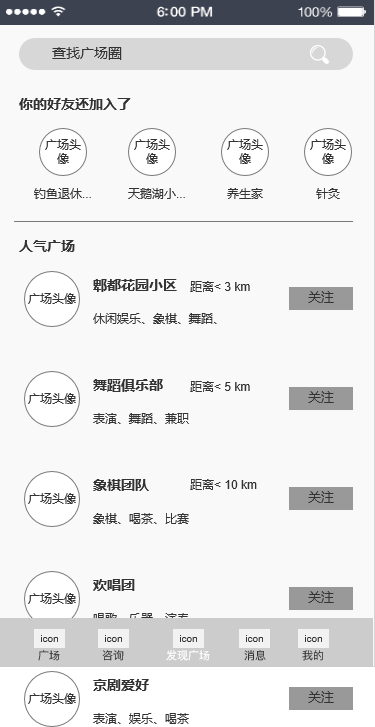 6:00 PM 100%
查找广场圈
你的好友还加入了
广场头像 广场头像 广场头像 广场头像
钓鱼退休... 天鹅湖小... 养生家 针灸
人气广场
广场头像 郫都花园小区 距离< 3 km 关注
休闲娱乐、象棋、舞蹈、
广场头像 舞蹈俱乐部 距离< 5 km 关注
表演、舞蹈、兼职
广场头像 象棋团队 距离< 10 km 关注
象棋、喝茶、比赛
广场头像 欢唱团 关注
icon icon icon icon icon
广场 咨询 发现广场 消息 我的
广场头像 京剧爱好 关注
表演、娱乐、喝茶